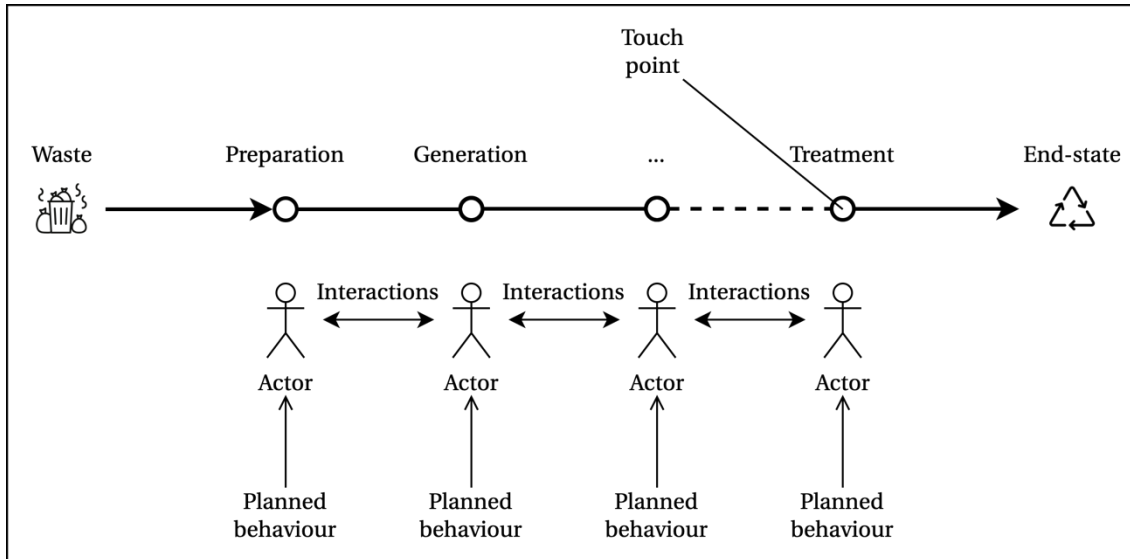 Touch
point
Waste
Preparation
Generation
...
Treatment
End-state
Interactions
Interactions
Interactions
Actor
Actor
Actor
Actor
Planned
behaviour
Planned
behaviour
Planned
behaviour
Planned
behaviour